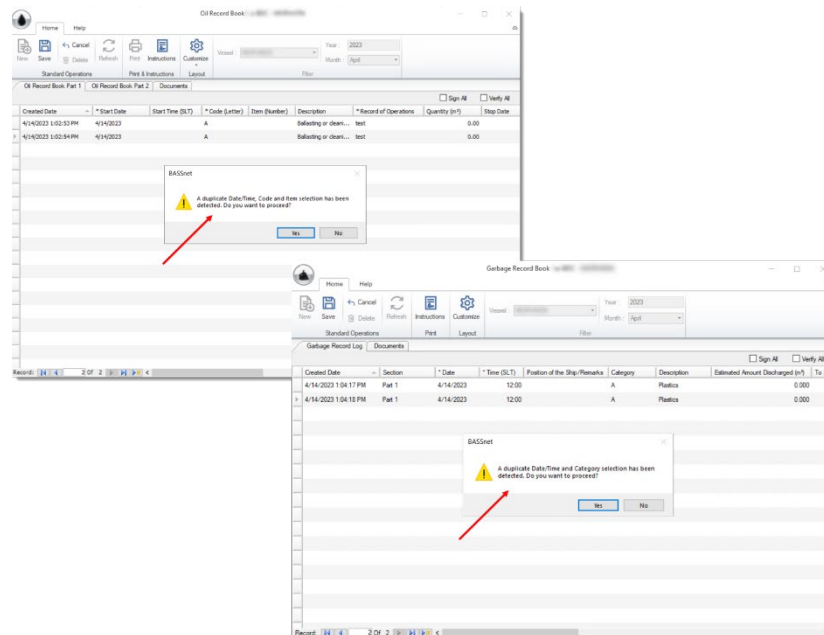 Oil Record Book
Home Help
New Save Cancel Delete Refresh Print Instructions Customize
Vessel : Year : 2023
Month : April
Standard Operations Print & Instructions Layout Filter
Oil Record Book Part 1 Oil Record Book Part 2 Documents
Sign All Verify All
Created Date * Start Date Start Time (SLT) * Code (Letter) Item (Number) Description * Record of Operations Quantity (m³) Stop Date
4/14/2023 1:02:53 PM 4/14/2023 A Ballasting or cleani... test 0.00
4/14/2023 1:02:54 PM 4/14/2023 A Ballasting or cleani... test 0.00
BASSnet
A duplicate Date/Time, Code and Item selection has been
detected. Do you want to proceed?
Yes No
Record: 2 Of 2
Garbage Record Book
Home Help
New Save Cancel Delete Refresh Instructions Customize
Vessel : Year : 2023
Month : April
Standard Operations Print Layout Filter
Garbage Record Log Documents
Sign All Verify All
Created Date Section * Date * Time (SLT) Position of the Ship/Remarks Category Description Estimated Amount Discharged (m³) To
4/14/2023 1:04:17 PM Part 1 4/14/2023 12:00 A Plastics 0.000
4/14/2023 1:04:18 PM Part 1 4/14/2023 12:00 A Plastics 0.000
BASSnet
A duplicate Date/Time and Category selection has been
detected. Do you want to proceed?
Yes No
Record: 2 Of 2